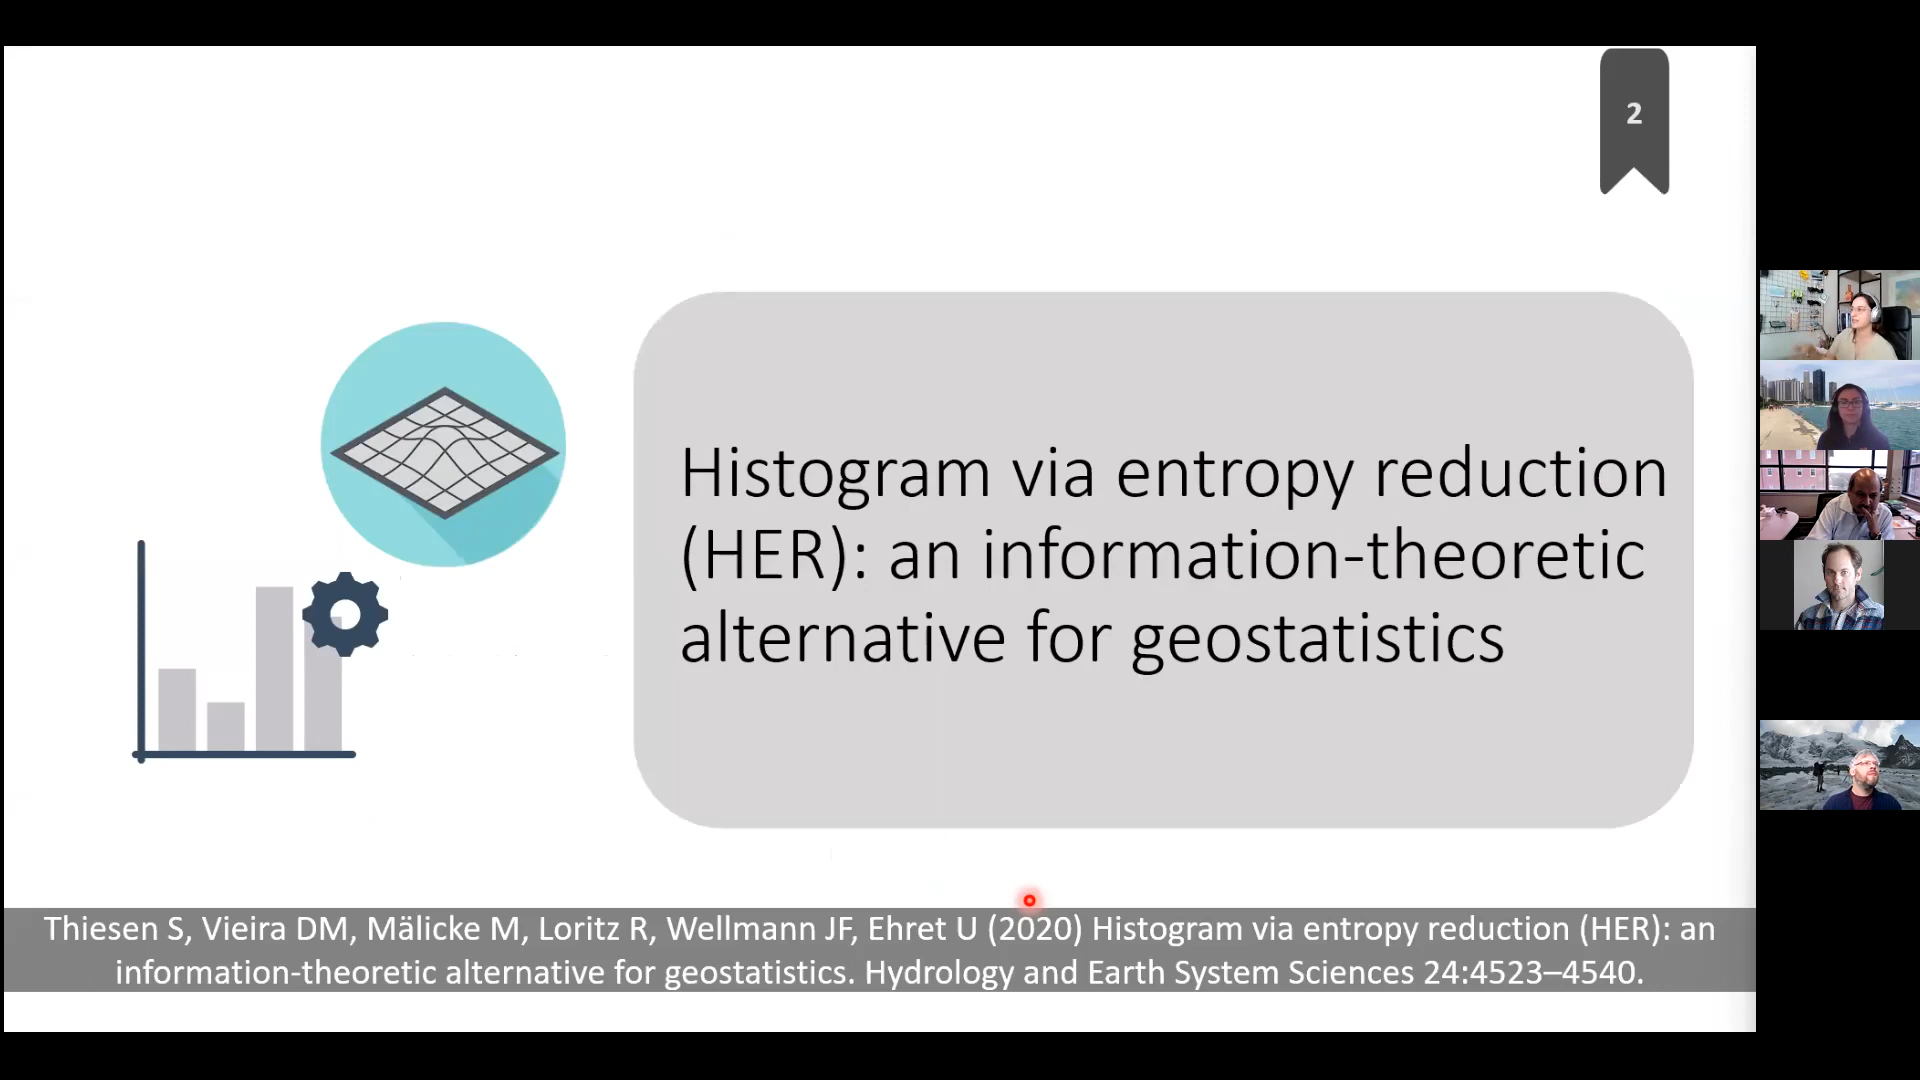 2
Histogram via entropy reduction
(HER): an information-theoretic
alternative for geostatistics
Thiesen S, Vieira DM, Mälicke M, Loritz R, Wellmann JF, Ehret U (2020) Histogram via entropy reduction (HER): an
information-theoretic alternative for geostatistics. Hydrology and Earth System Sciences 24:4523–4540.